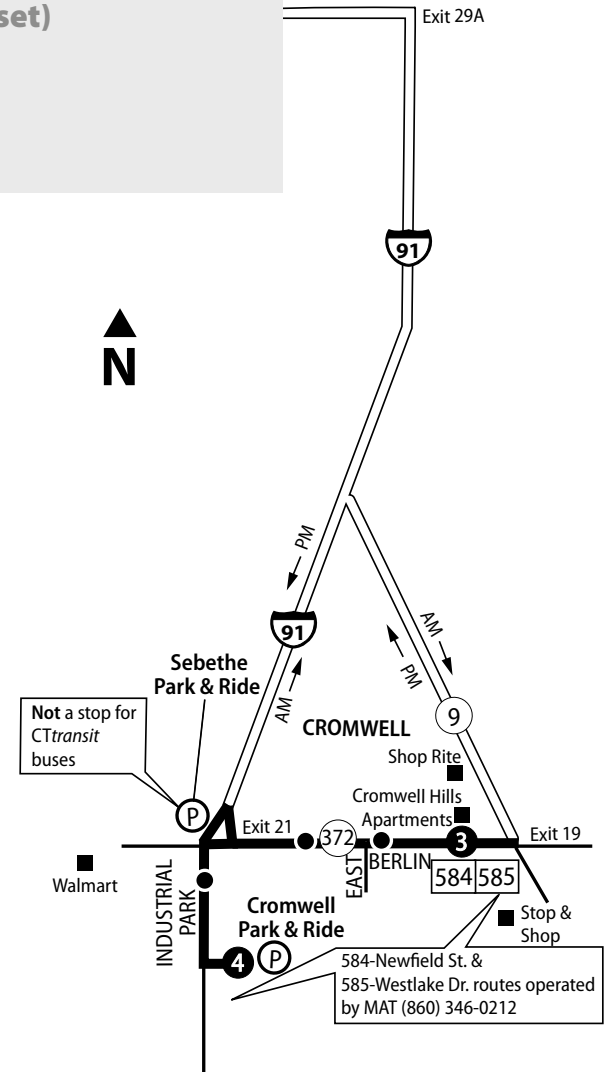 set)
Exit 29A
91
N
PM
AM
91
AM
PM
9
Sebethe
Park & Ride
Not a stop for
CTtransit
buses
CROMWELL
Shop Rite
Cromwell Hills
Apartments
P
Exit 21
372
3
Exit 19
EAST
BERLIN
584
585
Walmart
INDUSTRIAL
PARK
Cromwell
Park & Ride
4
P
Stop &
Shop
584-Newfield St. &
585-Westlake Dr. routes operated
by MAT (860) 346-0212